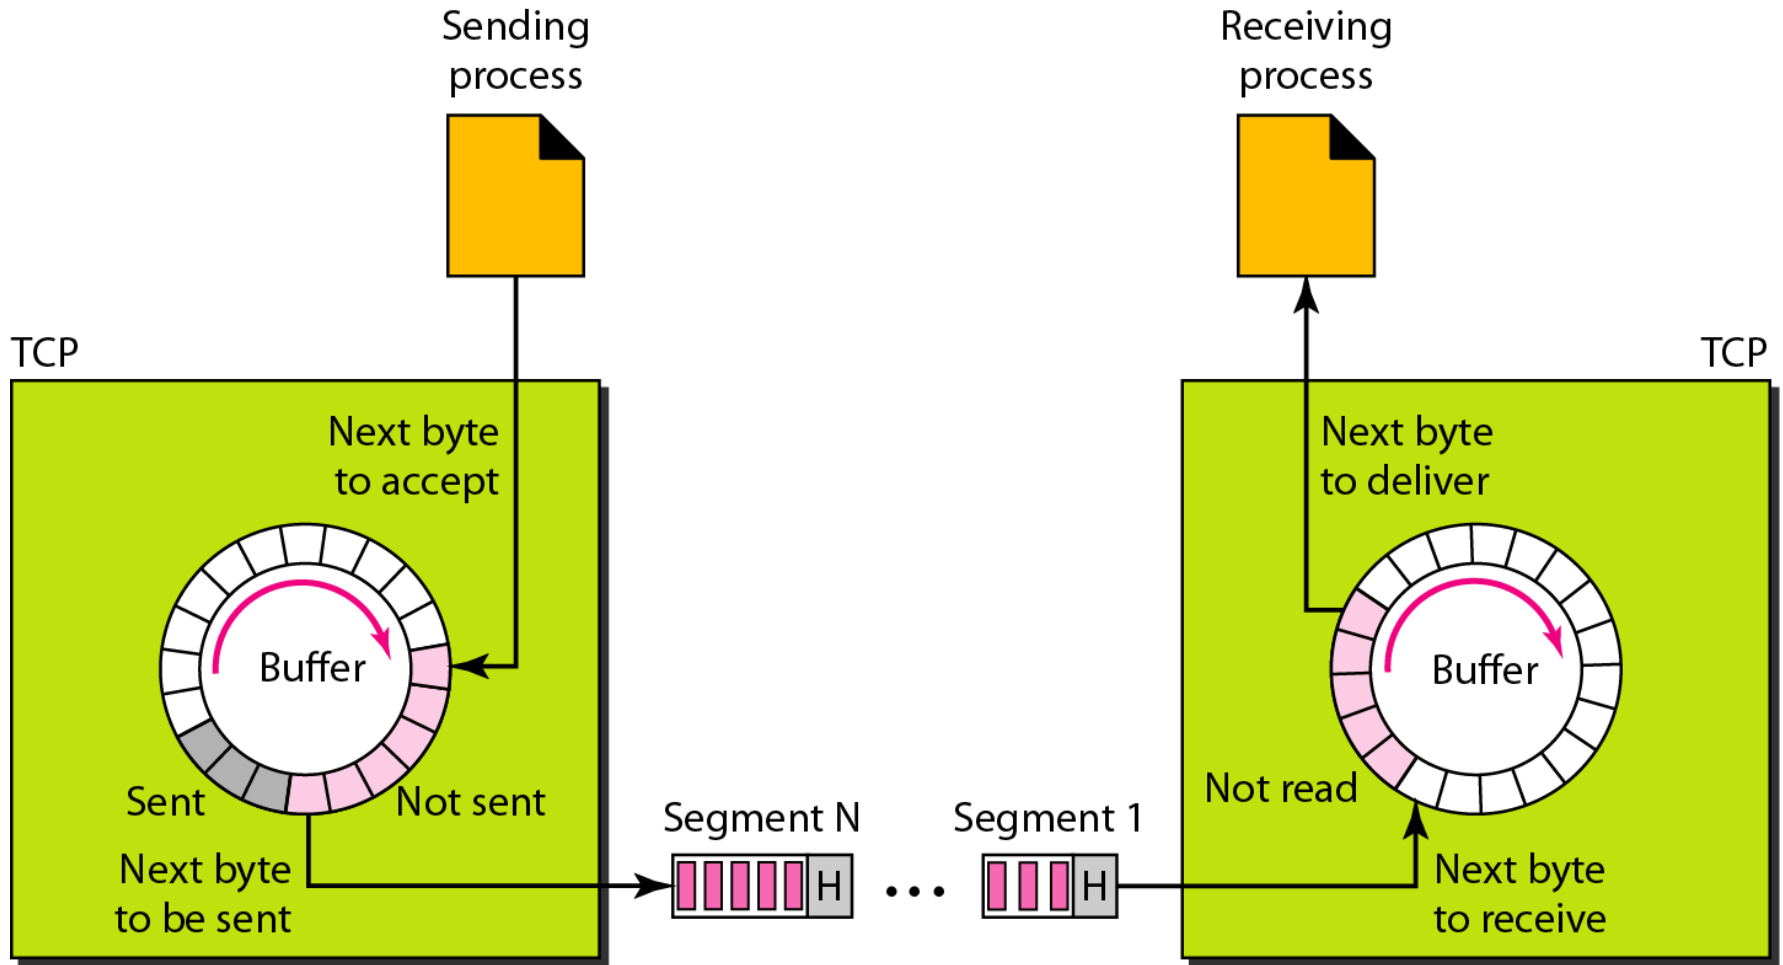 Sending
process
Receiving
process
TCP
TCP
Next byte
to accept
Next byte
to deliver
Buffer
Buffer
Sent
Not sent
Not read
Segment N
Segment 1
Next byte
to be sent
H
H
Next byte
to receive